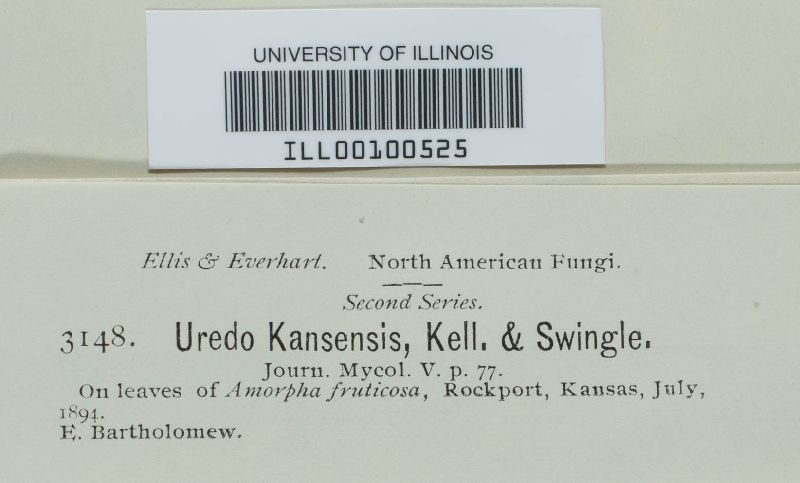 UNIVERSITY OF ILLINOIS
ILL00100525
Ellis & Everhart. North American Fungi.
Second Series.
3148. Uredo Kansensis, Kell. & Swingle.
Journ. Mycol. V. p. 77.
On leaves of Amorpha fruticosa, Rockport, Kansas, July,
1894.
E. Bartholomew.